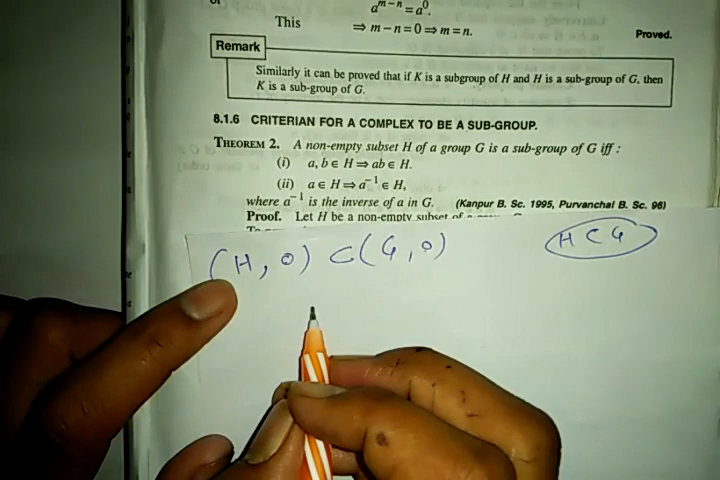 or
a^{m-n} = a^0.
This ⇒ m − n = 0 ⇒ m = n. Proved.
Remark
Similarly it can be proved that if K is a subgroup of H and H is a sub-group of G, then
K is a sub-group of G.
8.1.6 CRITERIAN FOR A COMPLEX TO BE A SUB-GROUP.
THEOREM 2. A non-empty subset H of a group G is a sub-group of G iff :
(i) a, b ∈ H ⇒ ab ∈ H.
(ii) a ∈ H ⇒ a^{-1} ∈ H,
where a^{-1} is the inverse of a in G. (Kanpur B. Sc. 1995, Purvanchal B. Sc. 96)
Proof. Let H be a non-empty subset of
(H, o) ⊂ (G, o) H ⊂ G